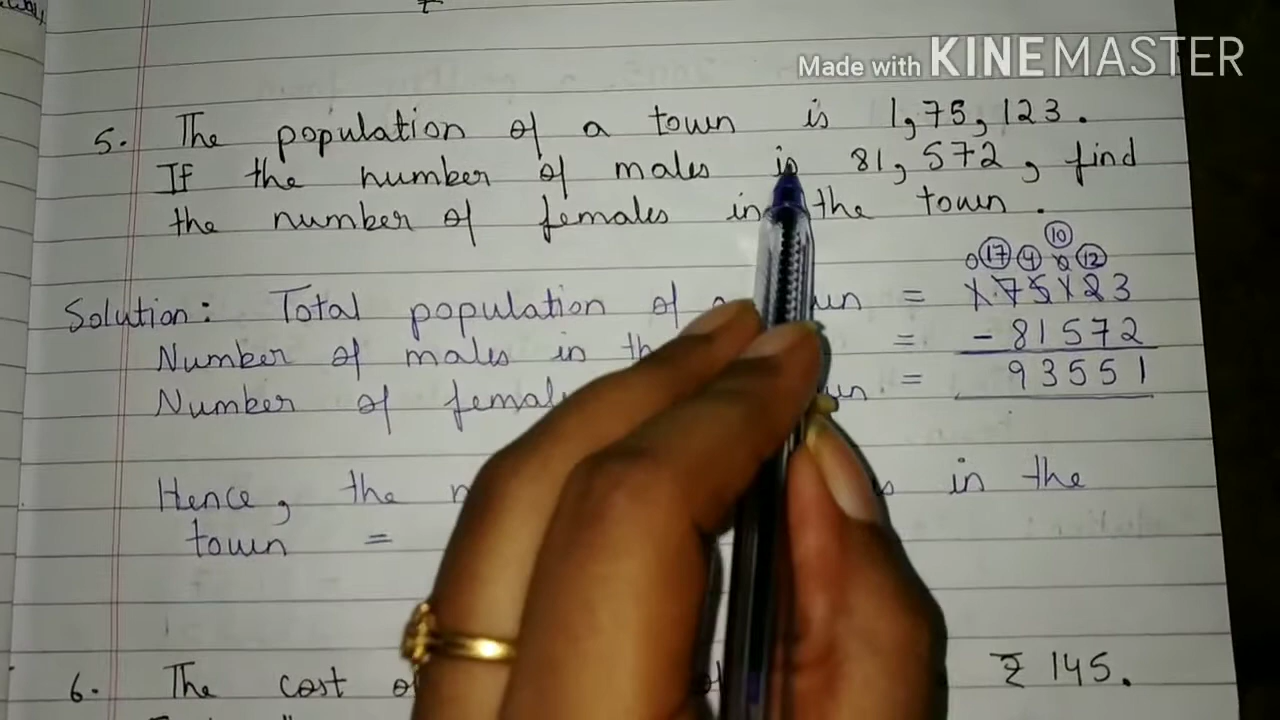 Made with KINEMASTER
5. The population of a town is 1,75,123.
If the number of males is 81,572, find
the number of females in the town.
10
0 17 4 0 12
Solution: Total population of a = 175123
Number of males in = - 81572
Number of = 93551
Hence, the in the
town =
6. The cost ₹ 145.